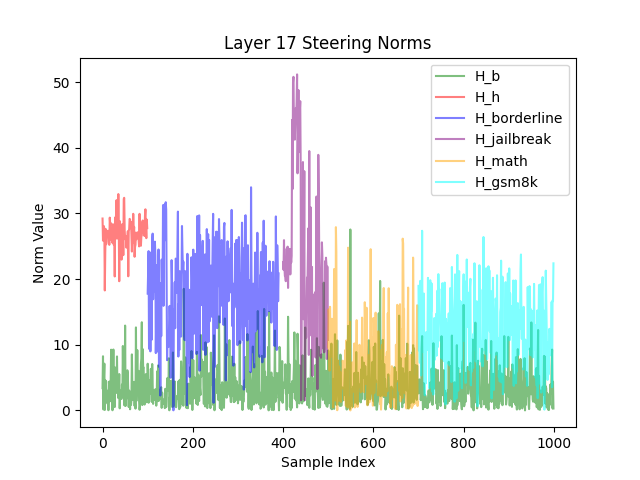 Layer 17 Steering Norms
H_b
H_h
H_borderline
H_jailbreak
H_math
H_gsm8k
Norm Value
50
40
30
20
10
0
0 200 400 600 800 1000
Sample Index